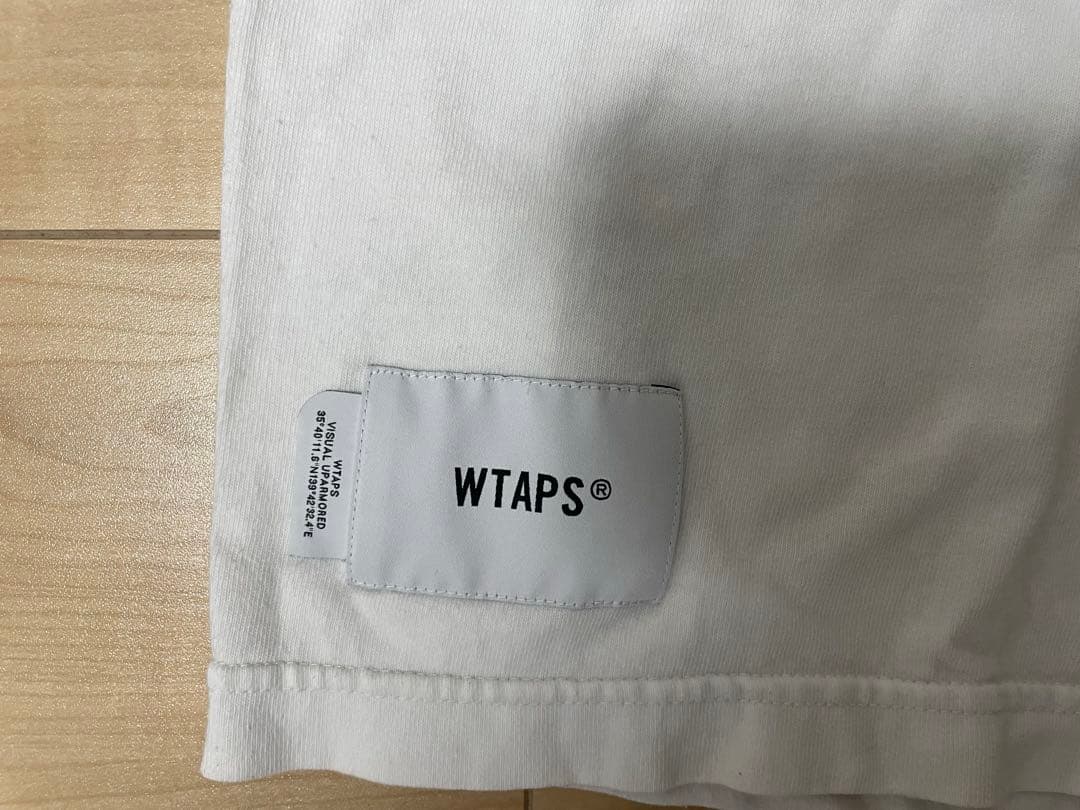 WTAPS®
WTAPS
VISUAL UPARMORED
35°40'11.6"N139°42'32.4"E